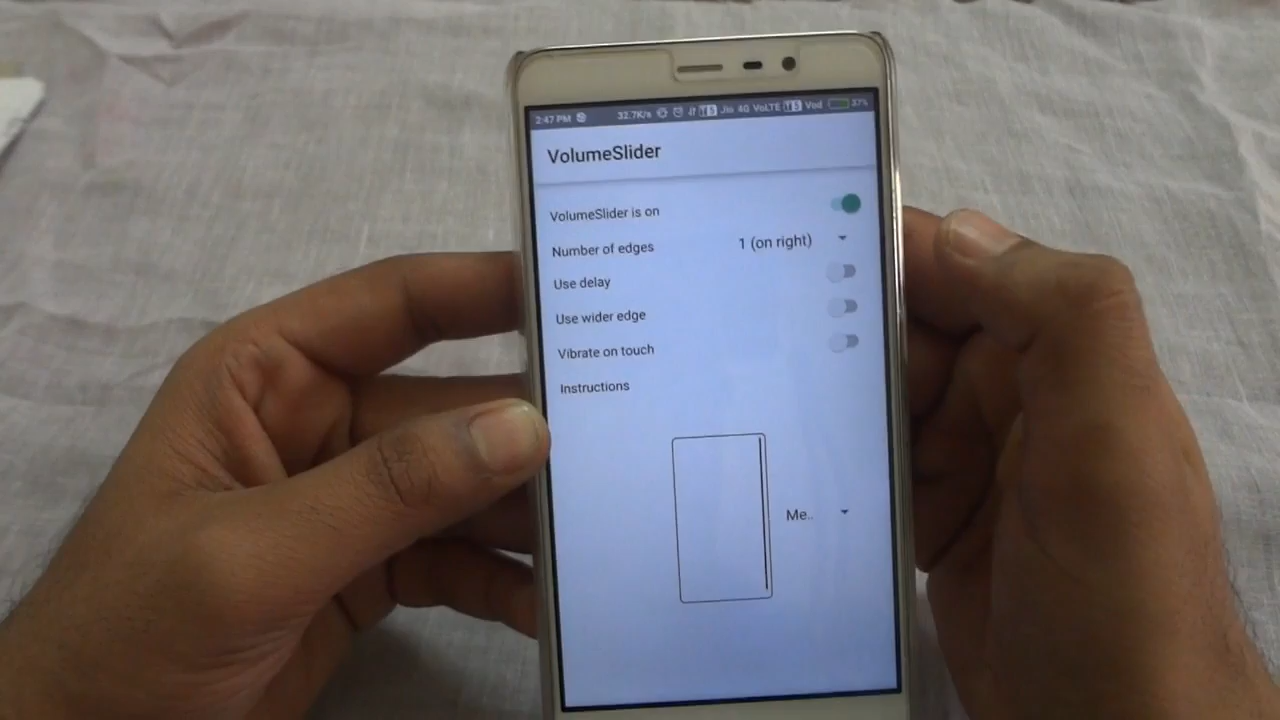 2:47 PM 32.7K/s Jio 4G VoLTE Vod 37%
VolumeSlider
VolumeSlider is on
Number of edges 1 (on right)
Use delay
Use wider edge
Vibrate on touch
Instructions
Me..